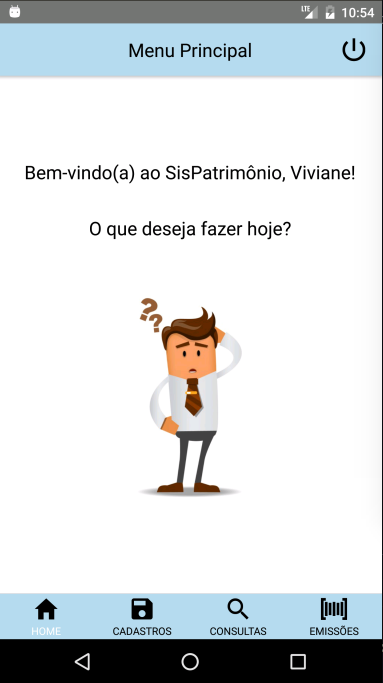 LTE 10:54
Menu Principal
Bem-vindo(a) ao SisPatrimônio, Viviane!
O que deseja fazer hoje?
??
HOME CADASTROS CONSULTAS EMISSÕES